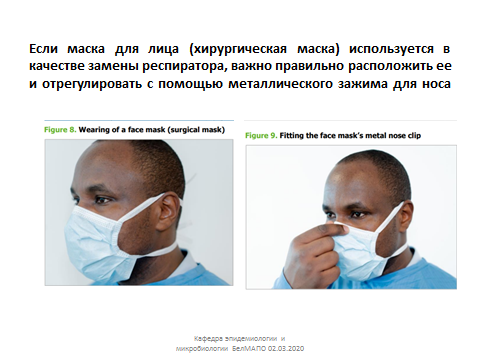 Если маска для лица (хирургическая маска) используется в
качестве замены респиратора, важно правильно расположить ее
и отрегулировать с помощью металлического зажима для носа
Figure 8. Wearing of a face mask (surgical mask)
Figure 9. Fitting the face mask's metal nose clip
Кафедра эпидемиологии и
микробиологии БелМАПО 02.03.2020